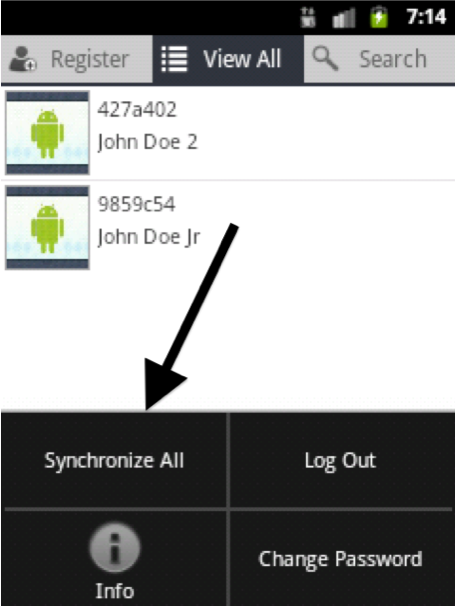 7:14
Register
View All
Search
427a402
John Doe 2
9859c54
John Doe Jr
Synchronize All
Log Out
Info
Change Password